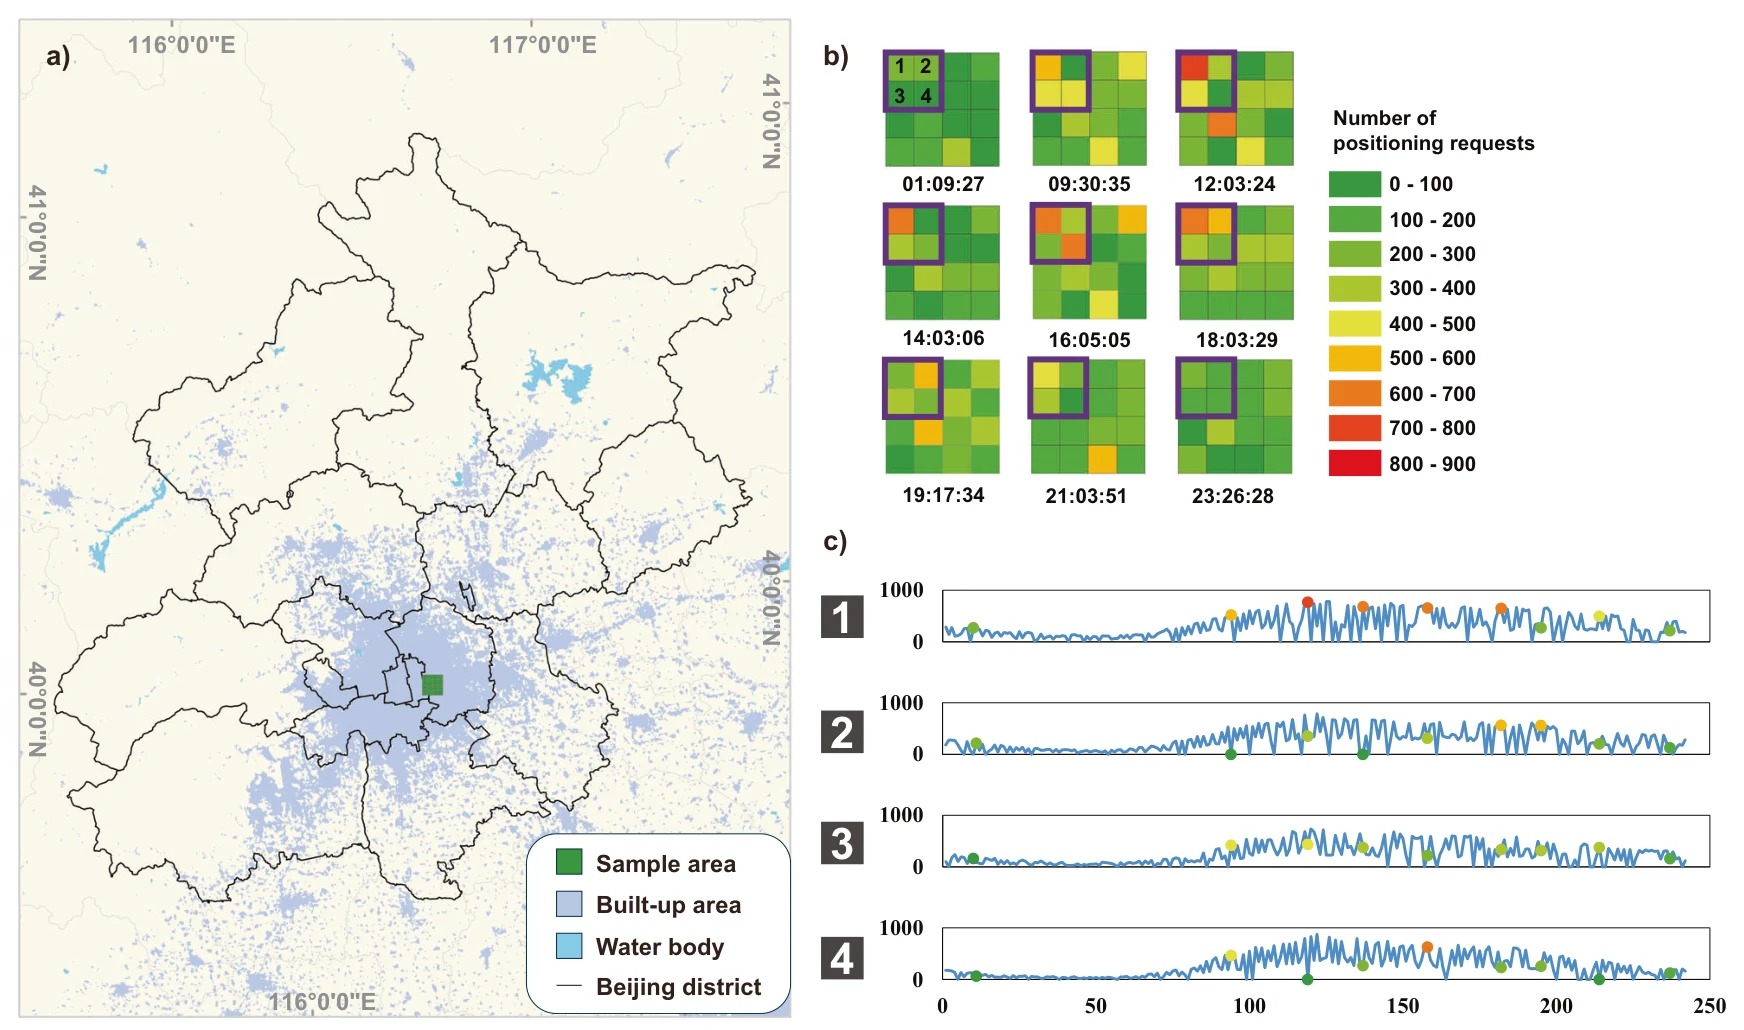 a)
116°0'0"E
117°0'0"E
41°0'0"N
41°0'0"N
40°0'0"N
40°0'0"N
116°0'0"E
Sample area
Built-up area
Water body
Beijing district
b)
1 2
3 4
01:09:27
09:30:35
12:03:24
14:03:06
16:05:05
18:03:29
19:17:34
21:03:51
23:26:28
Number of
positioning requests
0 - 100
100 - 200
200 - 300
300 - 400
400 - 500
500 - 600
600 - 700
700 - 800
800 - 900
c)
1
1000
0
2
1000
0
3
1000
0
4
1000
0
0 50 100 150 200 250